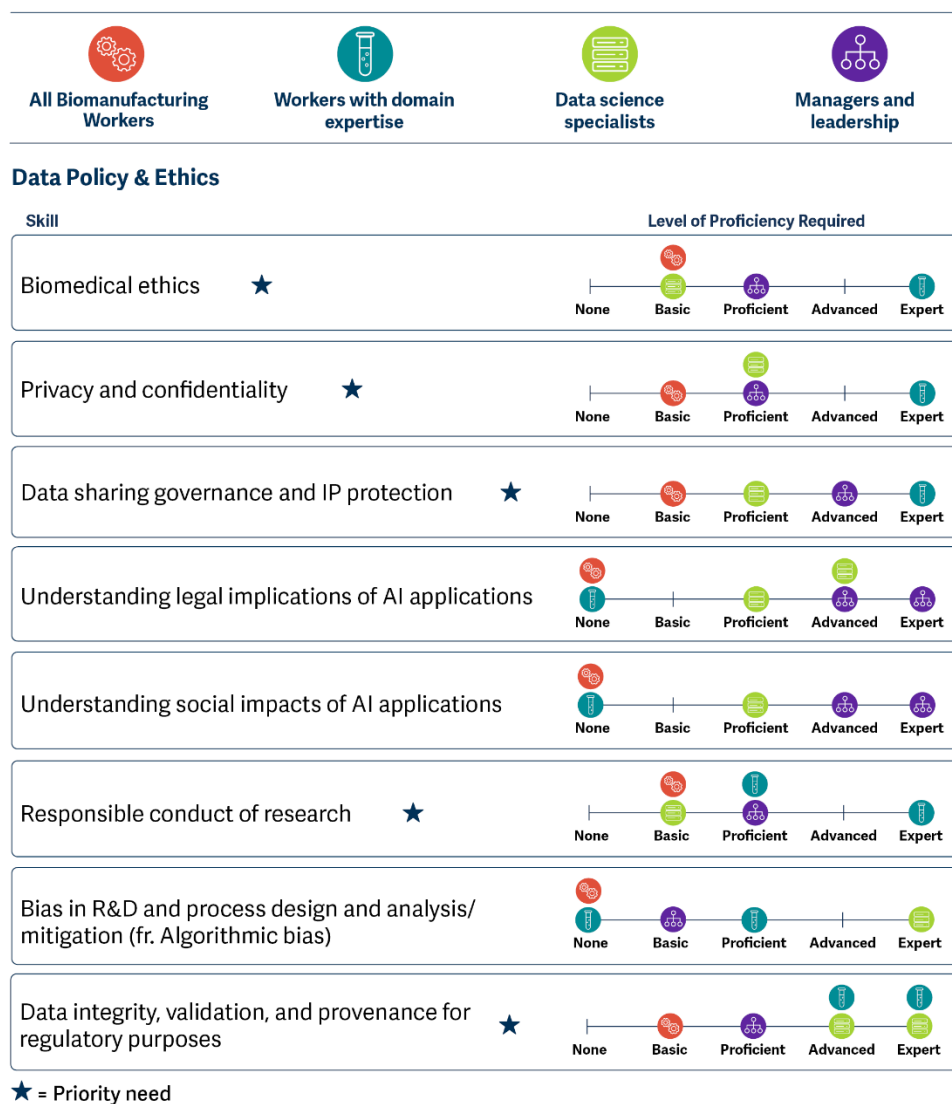 All Biomanufacturing
Workers
Workers with domain
expertise
Data science
specialists
Managers and
leadership
Data Policy & Ethics
Skill
Level of Proficiency Required
Biomedical ethics
None Basic Proficient Advanced Expert
Privacy and confidentiality
None Basic Proficient Advanced Expert
Data sharing governance and IP protection
None Basic Proficient Advanced Expert
Understanding legal implications of AI applications
None Basic Proficient Advanced Expert
Understanding social impacts of AI applications
None Basic Proficient Advanced Expert
Responsible conduct of research
None Basic Proficient Advanced Expert
Bias in R&D and process design and analysis/
mitigation (fr. Algorithmic bias)
None Basic Proficient Advanced Expert
Data integrity, validation, and provenance for
regulatory purposes
None Basic Proficient Advanced Expert
★ = Priority need